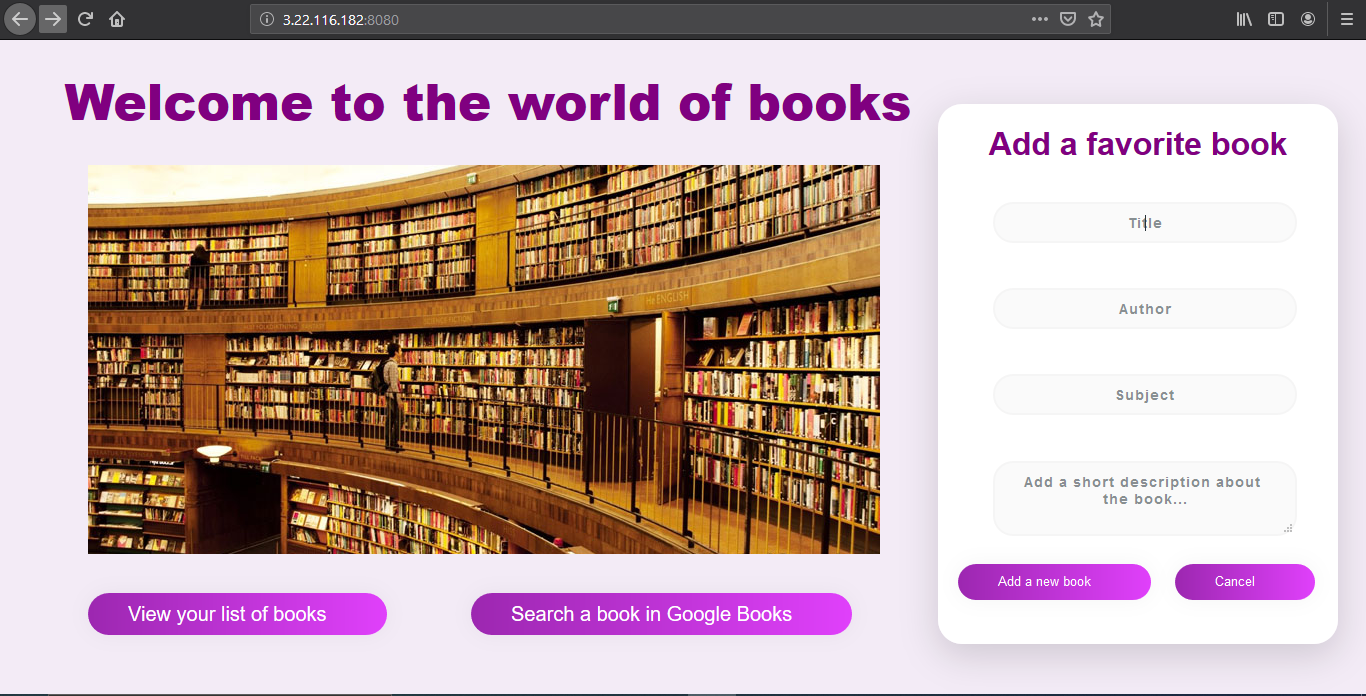 3.22.116.182:8080
Welcome to the world of books
Add a favorite book
Title
Author
Subject
Add a short description about
the book...
Add a new book
Cancel
View your list of books
Search a book in Google Books